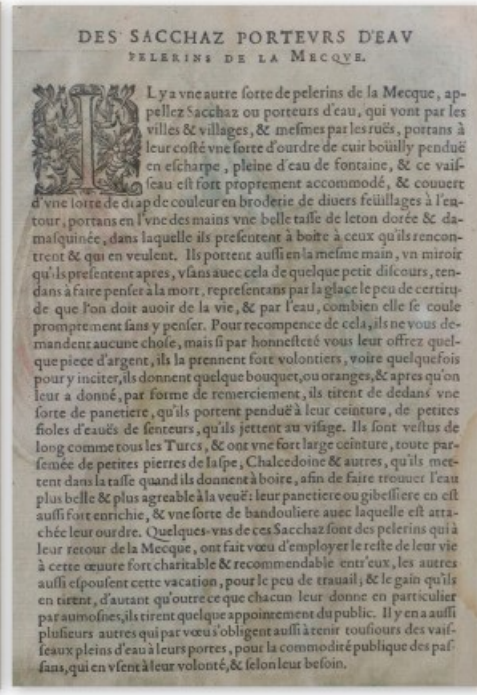 DES SACCHAZ PORTEVRS D'EAV
PELERINS DE LA MECQVE.
IL y a vne autre sorte de pelerins de la Mecque, ap-
pellez Sacchaz ou porteurs d'eau, qui vont par les
villes & villages, & mesmes par les ruës, portans à
leur costé vne sorte d'ourdre de cuir boüilly penduë
en escharpe, pleine d'eau de fontaine, & ce vais-
seau est fort proprement accommodé, & couuert
d'vne sorte de drap de couleur en broderie de diuers feüillages à l'en-
tour, portans en l'vne des mains vne belle tasse de leton dorée & da-
masquinée, dans laquelle ils presentent à boire à ceux qu'ils rencon-
trent & qui en veulent. Ils portent aussi en la mesme main, vn miroir
qu'ils presentent apres, vsans auec cela de quelque petit discours, ten-
dans à faire penser à la mort, representans par la glace le peu de certitu-
de que l'on doit auoir de la vie, & par l'eau, combien elle se coule
promptement sans y penser. Pour recompence de cela, ils ne vous de-
mandent aucune chose, mais si par honnesteté vous leur offrez quel-
que piece d'argent, ils la prennent fort volontiers, voire quelquefois
pour y inciter, ils donnent quelque bouquet, ou oranges, & apres qu'on
leur a donné, par forme de remerciement, ils tirent de dedans vne
sorte de panetiere, qu'ils portent penduë à leur ceinture, de petites
fioles d'eauës de senteurs, qu'ils jettent au visage. Ils sont vestus de
long comme tous les Turcs, & ont vne fort large ceinture, toute par-
semée de petites pierres de Iaspe, Chalcedoine & autres, qu'ils met-
tent dans la tasse quand ils donnent à boire, afin de faire trouuer l'eau
plus belle & plus agreable à la veuë: leur panetiere ou gibessiere en est
aussi fort enrichie, & vne sorte de bandouliere auec laquelle est atta-
chée leur ourdre. Quelques-vns de ces Sacchaz sont des pelerins qui à
leur retour de la Mecque, ont fait vœu d'employer le reste de leur vie
à cette œuure fort charitable & recommendable entr'eux, les autres
aussi espousent cette vacation, pour le peu de trauail; & le gain qu'ils
en tirent, d'autant qu'outre ce que chacun leur donne en particulier
par aumosnes, ils tirent quelque appointement du public. Il y en a aussi
plusieurs autres qui par vœu s'obligent aussi à tenir tousiours des vais-
seaux pleins d'eau à leurs portes, pour la commodité publique des pas-
sans, qui en vsent à leur volonté, & selon leur besoin.